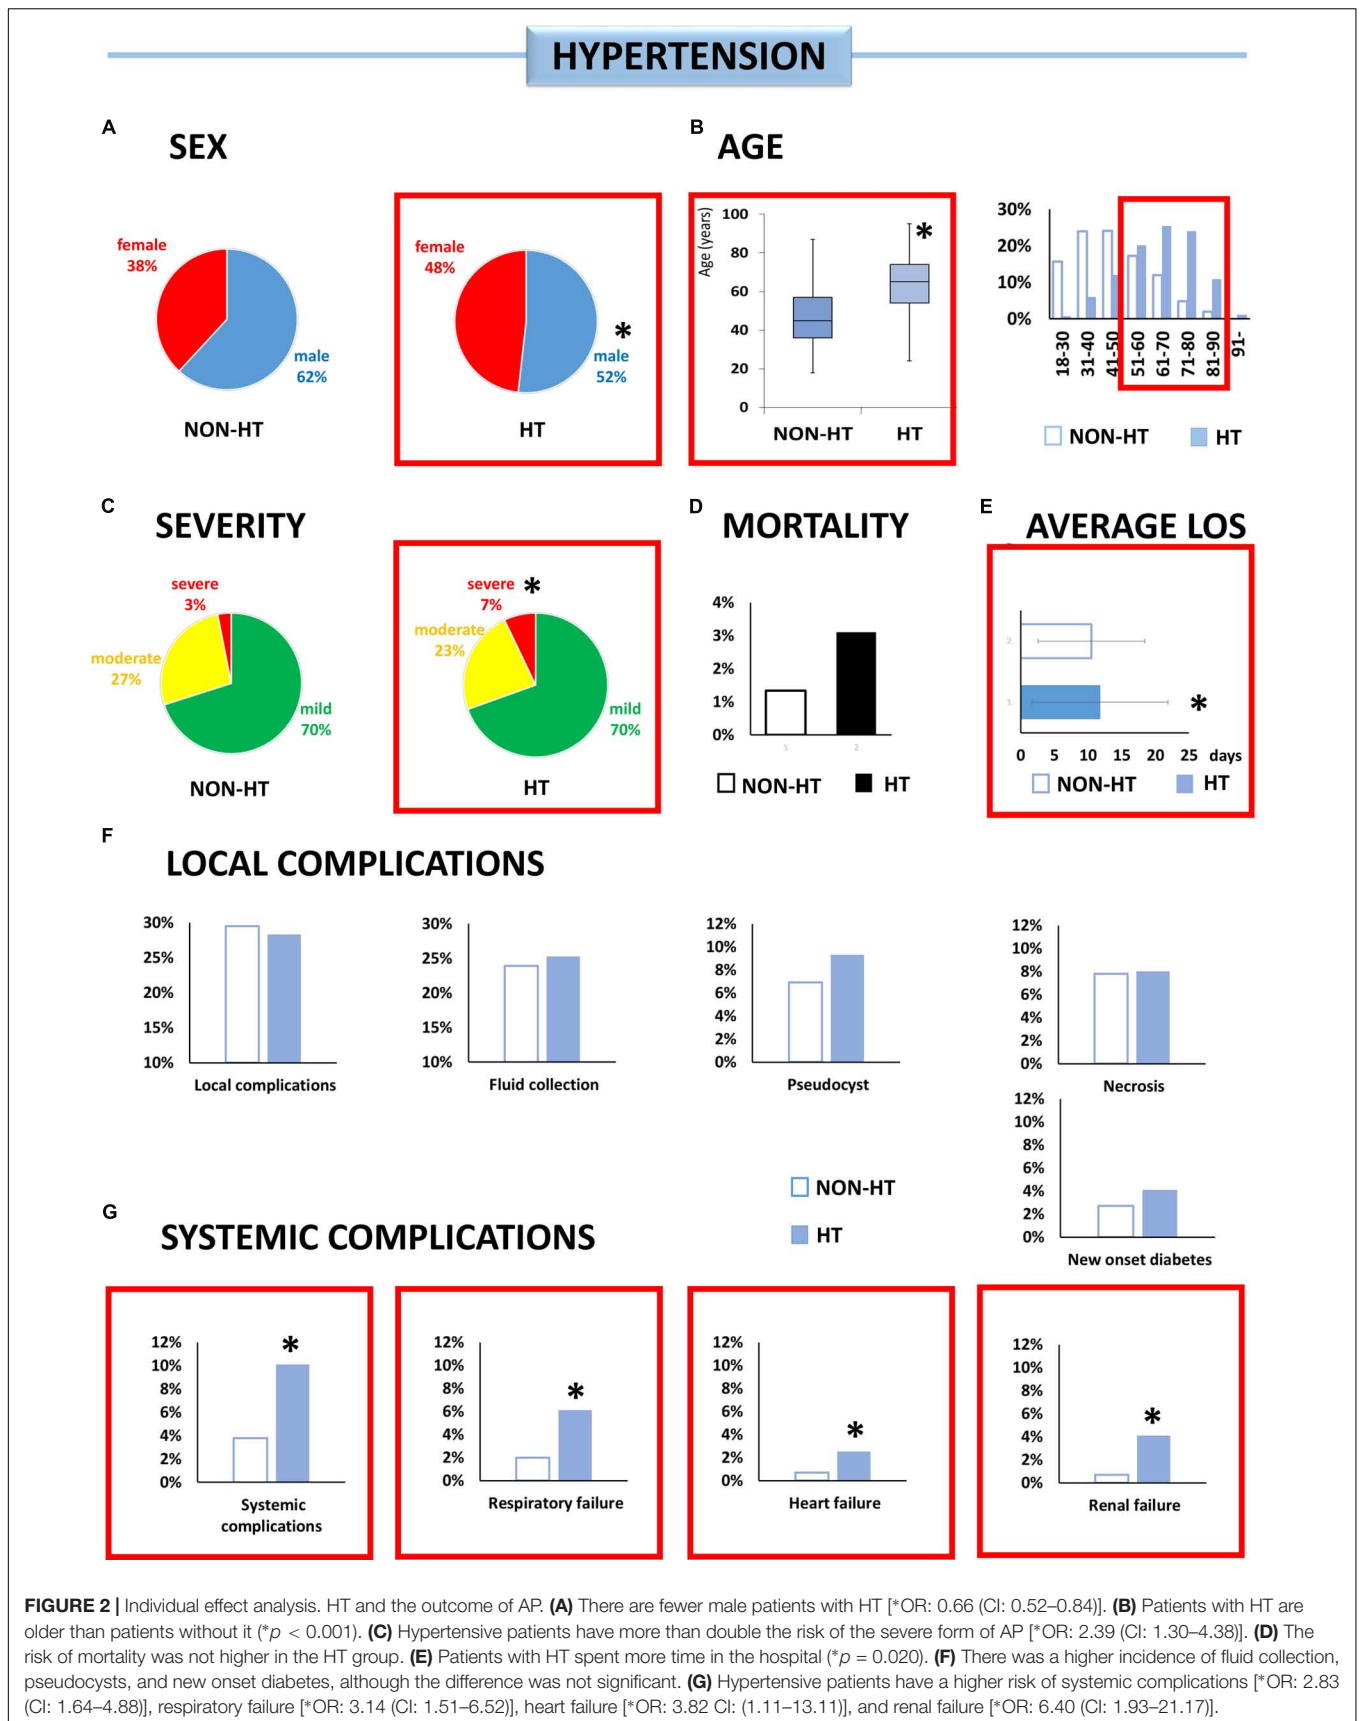 HYPERTENSION
A
SEX
female
38%
male
62%
NON-HT
female
48%
*
male
52%
HT
B
AGE
Age (years)
100
80
60
40
20
0
*
NON-HT
HT
30%
20%
10%
0%
18-30
31-40
41-50
51-60
61-70
71-80
81-90
91-
NON-HT
HT
C
SEVERITY
severe
3%
moderate
27%
mild
70%
NON-HT
severe *
7%
moderate
23%
mild
70%
HT
D
MORTALITY
4%
3%
2%
1%
0%
1
2
NON-HT
HT
E
AVERAGE LOS
2
1
*
0 5 10 15 20 25 days
NON-HT
HT
F
LOCAL COMPLICATIONS
30%
25%
20%
15%
10%
Local complications
30%
25%
20%
15%
10%
Fluid collection
12%
10%
8%
6%
4%
2%
0%
Pseudocyst
12%
10%
8%
6%
4%
2%
0%
Necrosis
12%
10%
8%
6%
4%
2%
0%
New onset diabetes
NON-HT
HT
G
SYSTEMIC COMPLICATIONS
12%
10%
8%
6%
4%
2%
0%
*
Systemic
complications
12%
10%
8%
6%
4%
2%
0%
*
Respiratory failure
12%
10%
8%
6%
4%
2%
0%
*
Heart failure
12%
10%
8%
6%
4%
2%
0%
*
Renal failure
FIGURE 2 | Individual effect analysis. HT and the outcome of AP. (A) There are fewer male patients with HT [*OR: 0.66 (CI: 0.52–0.84)]. (B) Patients with HT are
older than patients without it (*p < 0.001). (C) Hypertensive patients have more than double the risk of the severe form of AP [*OR: 2.39 (CI: 1.30–4.38)]. (D) The
risk of mortality was not higher in the HT group. (E) Patients with HT spent more time in the hospital (*p = 0.020). (F) There was a higher incidence of fluid collection,
pseudocysts, and new onset diabetes, although the difference was not significant. (G) Hypertensive patients have a higher risk of systemic complications [*OR: 2.83
(CI: 1.64–4.88)], respiratory failure [*OR: 3.14 (CI: 1.51–6.52)], heart failure [*OR: 3.82 CI: (1.11–13.11)], and renal failure [*OR: 6.40 (CI: 1.93–21.17)].